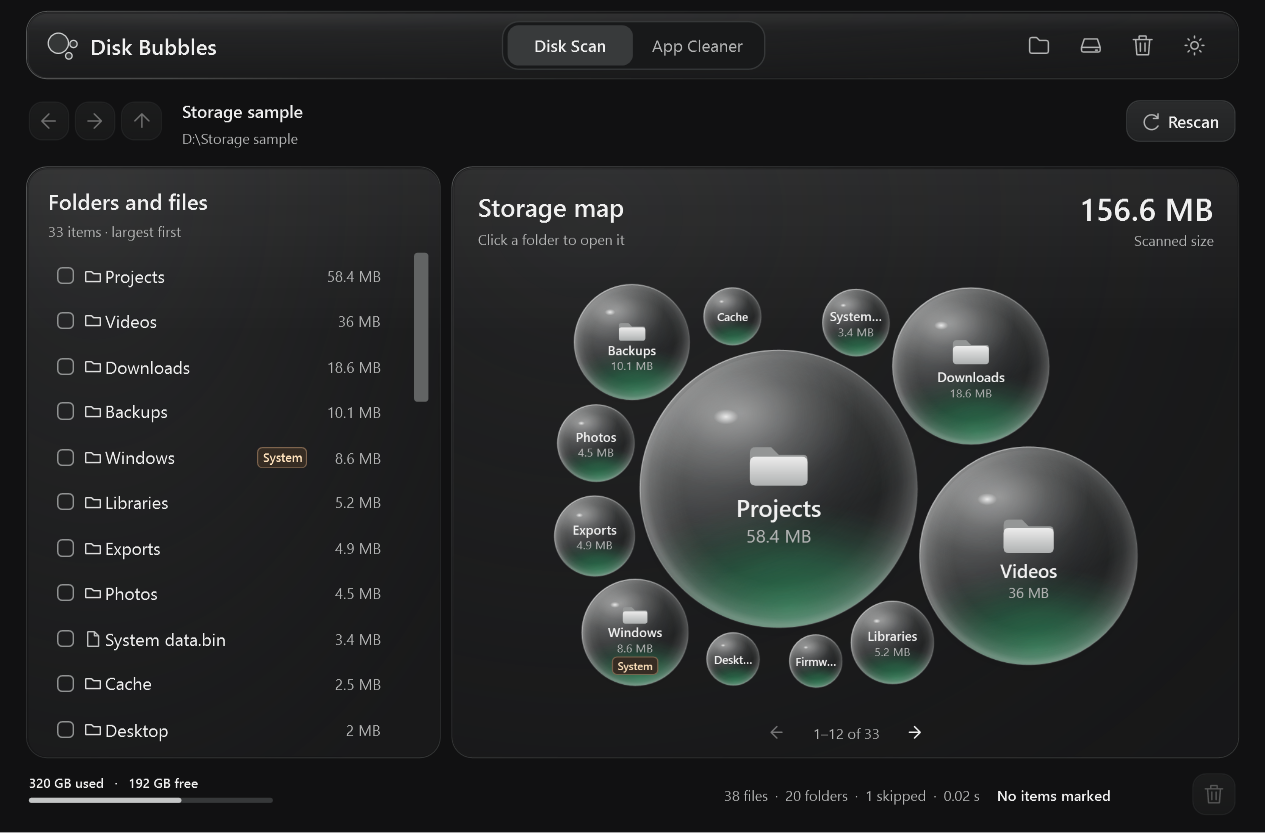 Disk Bubbles
Disk Scan
App Cleaner
Storage sample
D:\Storage sample
Rescan
Folders and files
33 items · largest first
Projects 58.4 MB
Videos 36 MB
Downloads 18.6 MB
Backups 10.1 MB
Windows System 8.6 MB
Libraries 5.2 MB
Exports 4.9 MB
Photos 4.5 MB
System data.bin 3.4 MB
Cache 2.5 MB
Desktop 2 MB
Storage map
Click a folder to open it
156.6 MB
Scanned size
Backups
10.1 MB
Cache
System...
3.4 MB
Downloads
18.6 MB
Photos
4.5 MB
Projects
58.4 MB
Exports
4.9 MB
Videos
36 MB
Windows
8.6 MB
System
Deskt...
Firmw...
Libraries
5.2 MB
1–12 of 33
320 GB used · 192 GB free
38 files · 20 folders · 1 skipped · 0.02 s No items marked